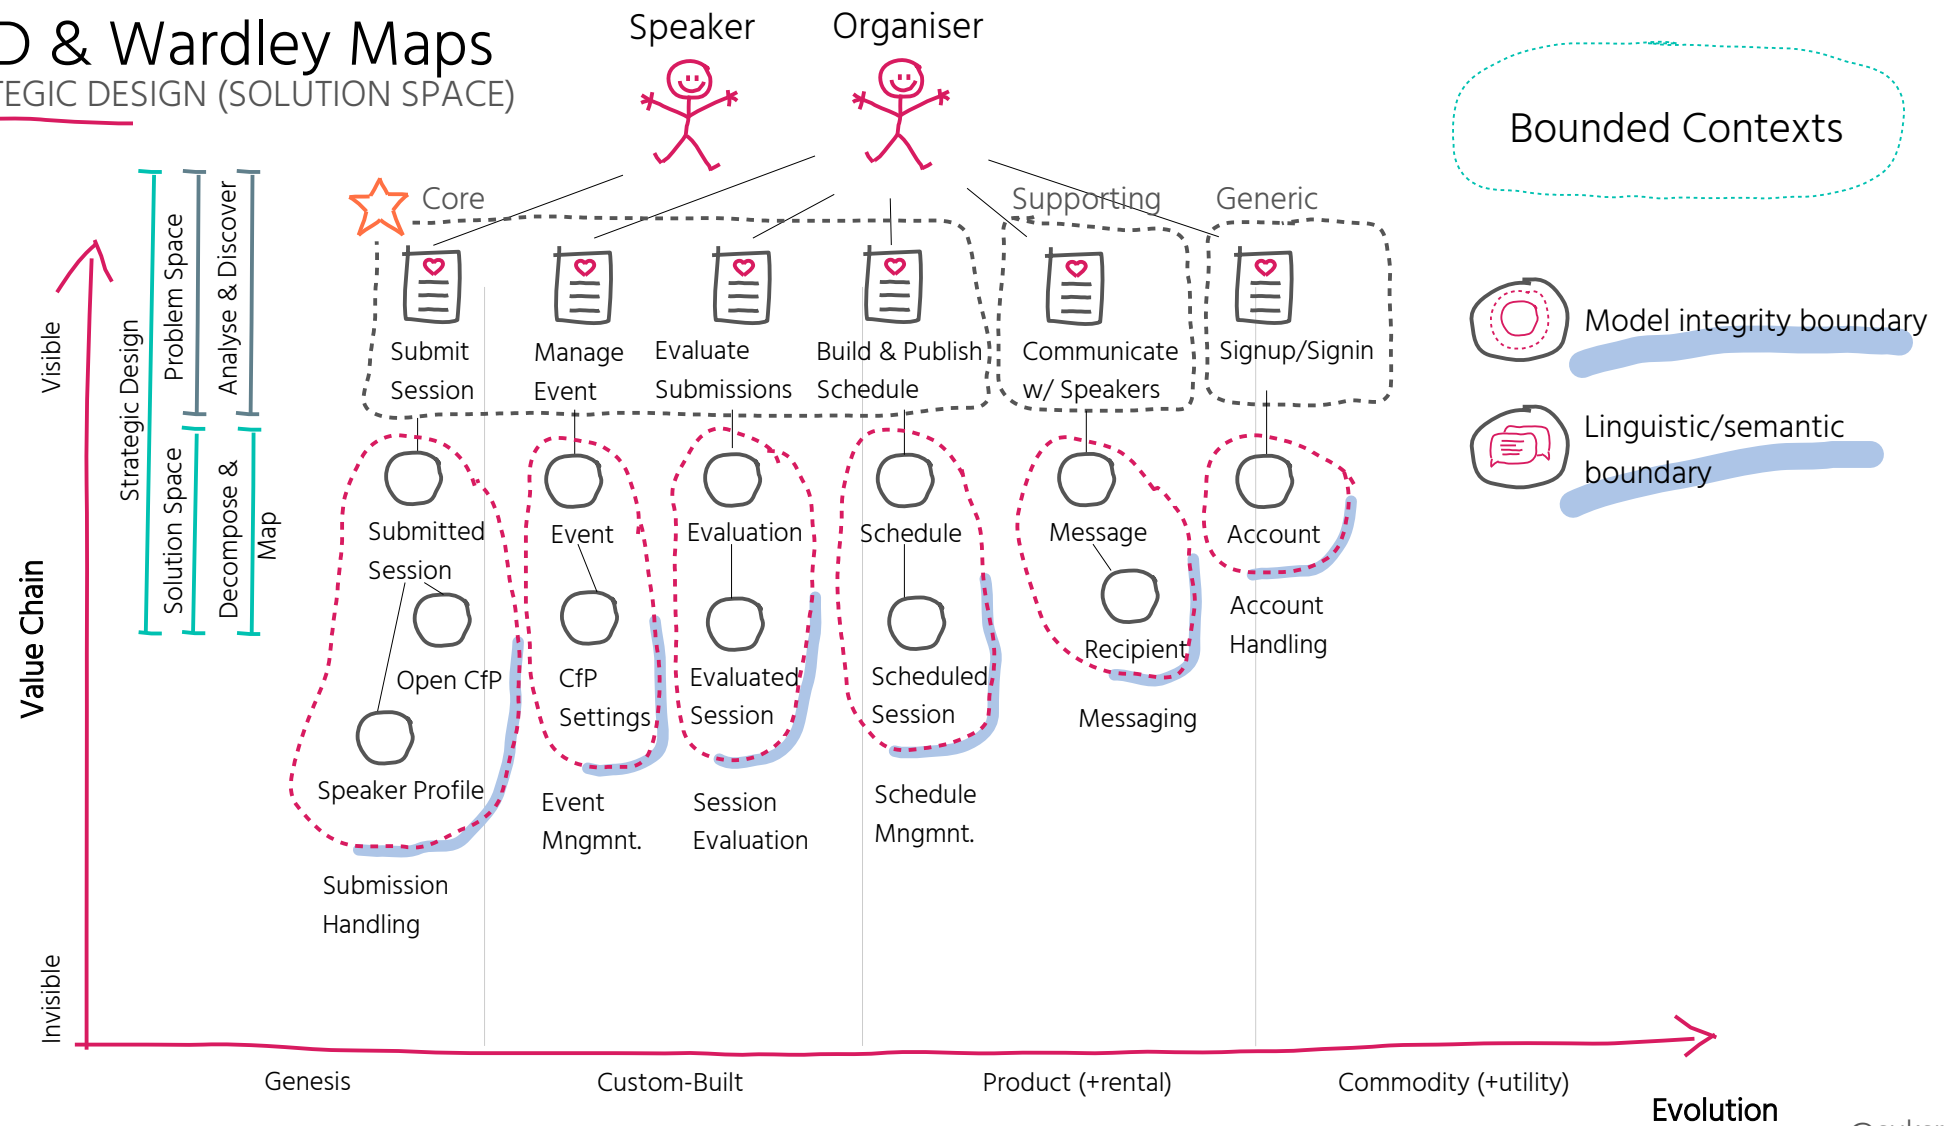 D & Wardley Maps
TEGIC DESIGN (SOLUTION SPACE)
Speaker
Organiser
Bounded Contexts
Core
Supporting
Generic
Strategic Design
Problem Space
Analyse & Discover
Solution Space
Decompose &
Map
Value Chain
Visible
Invisible
Submit
Session
Manage
Event
Evaluate
Submissions
Build & Publish
Schedule
Communicate
w/ Speakers
Signup/Signin
Model integrity boundary
Linguistic/semantic
boundary
Submitted
Session
Open CfP
Speaker Profile
Submission
Handling
Event
CfP
Settings
Event
Mngmnt.
Evaluation
Evaluated
Session
Session
Evaluation
Schedule
Scheduled
Session
Schedule
Mngmnt.
Message
Recipient
Messaging
Account
Account
Handling
Genesis
Custom-Built
Product (+rental)
Commodity (+utility)
Evolution